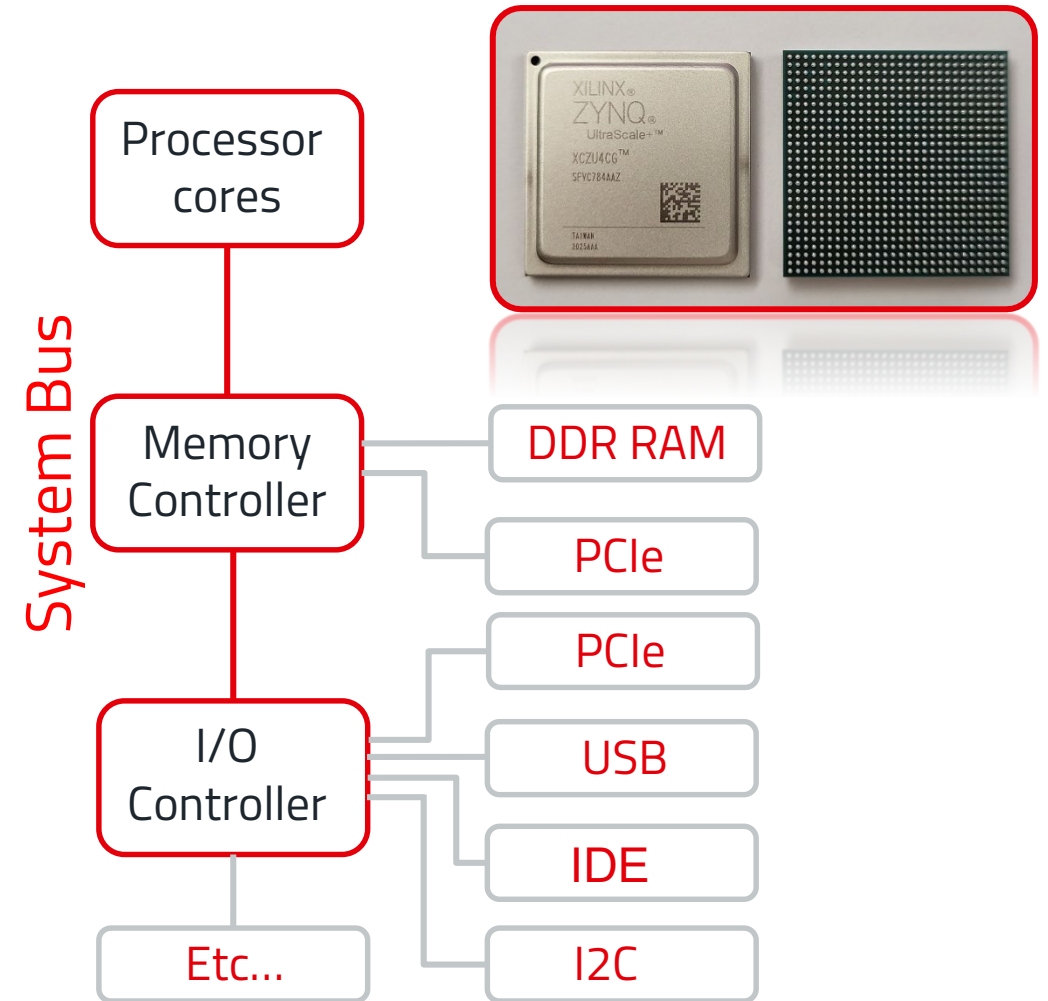 XILINX®
ZYNQ®
UltraScale+™
XCZU4CG™
SFVC784AAZ
TAIWAN
2025AAA
Processor
cores
System Bus
Memory
Controller
DDR RAM
PCIe
PCIe
I/O
Controller
USB
IDE
Etc...
I2C